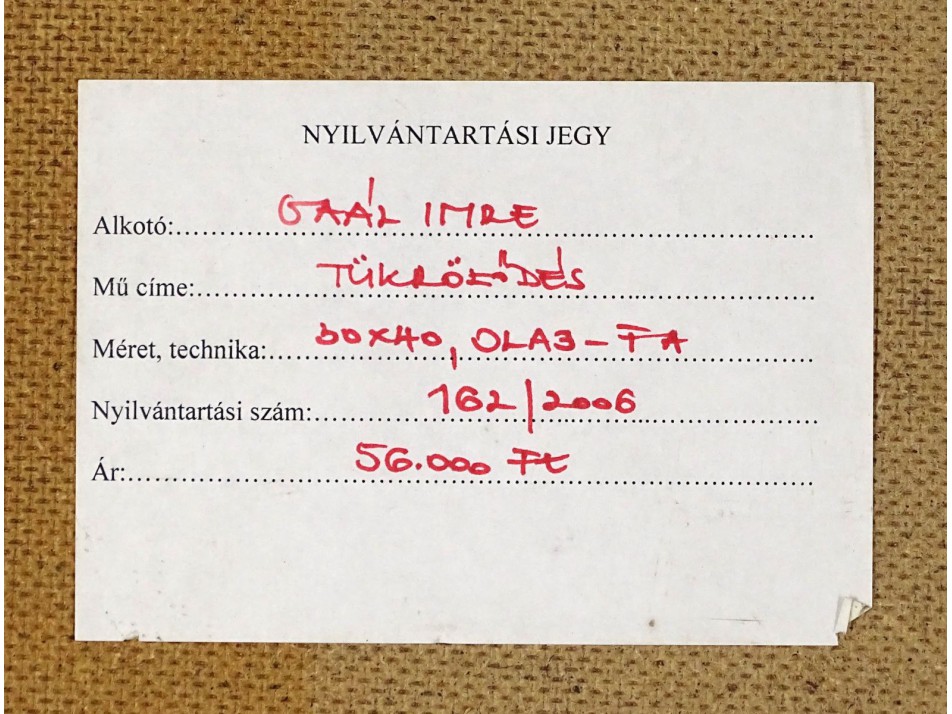 NYILVÁNTARTÁSI JEGY
Alkotó: GAÁL IMRE
Mű címe: TÜKRÖZŐDÉS
Méret, technika: 30x40, OLAJ-FA
Nyilvántartási szám: 162/2006
Ár: 56.000 Ft